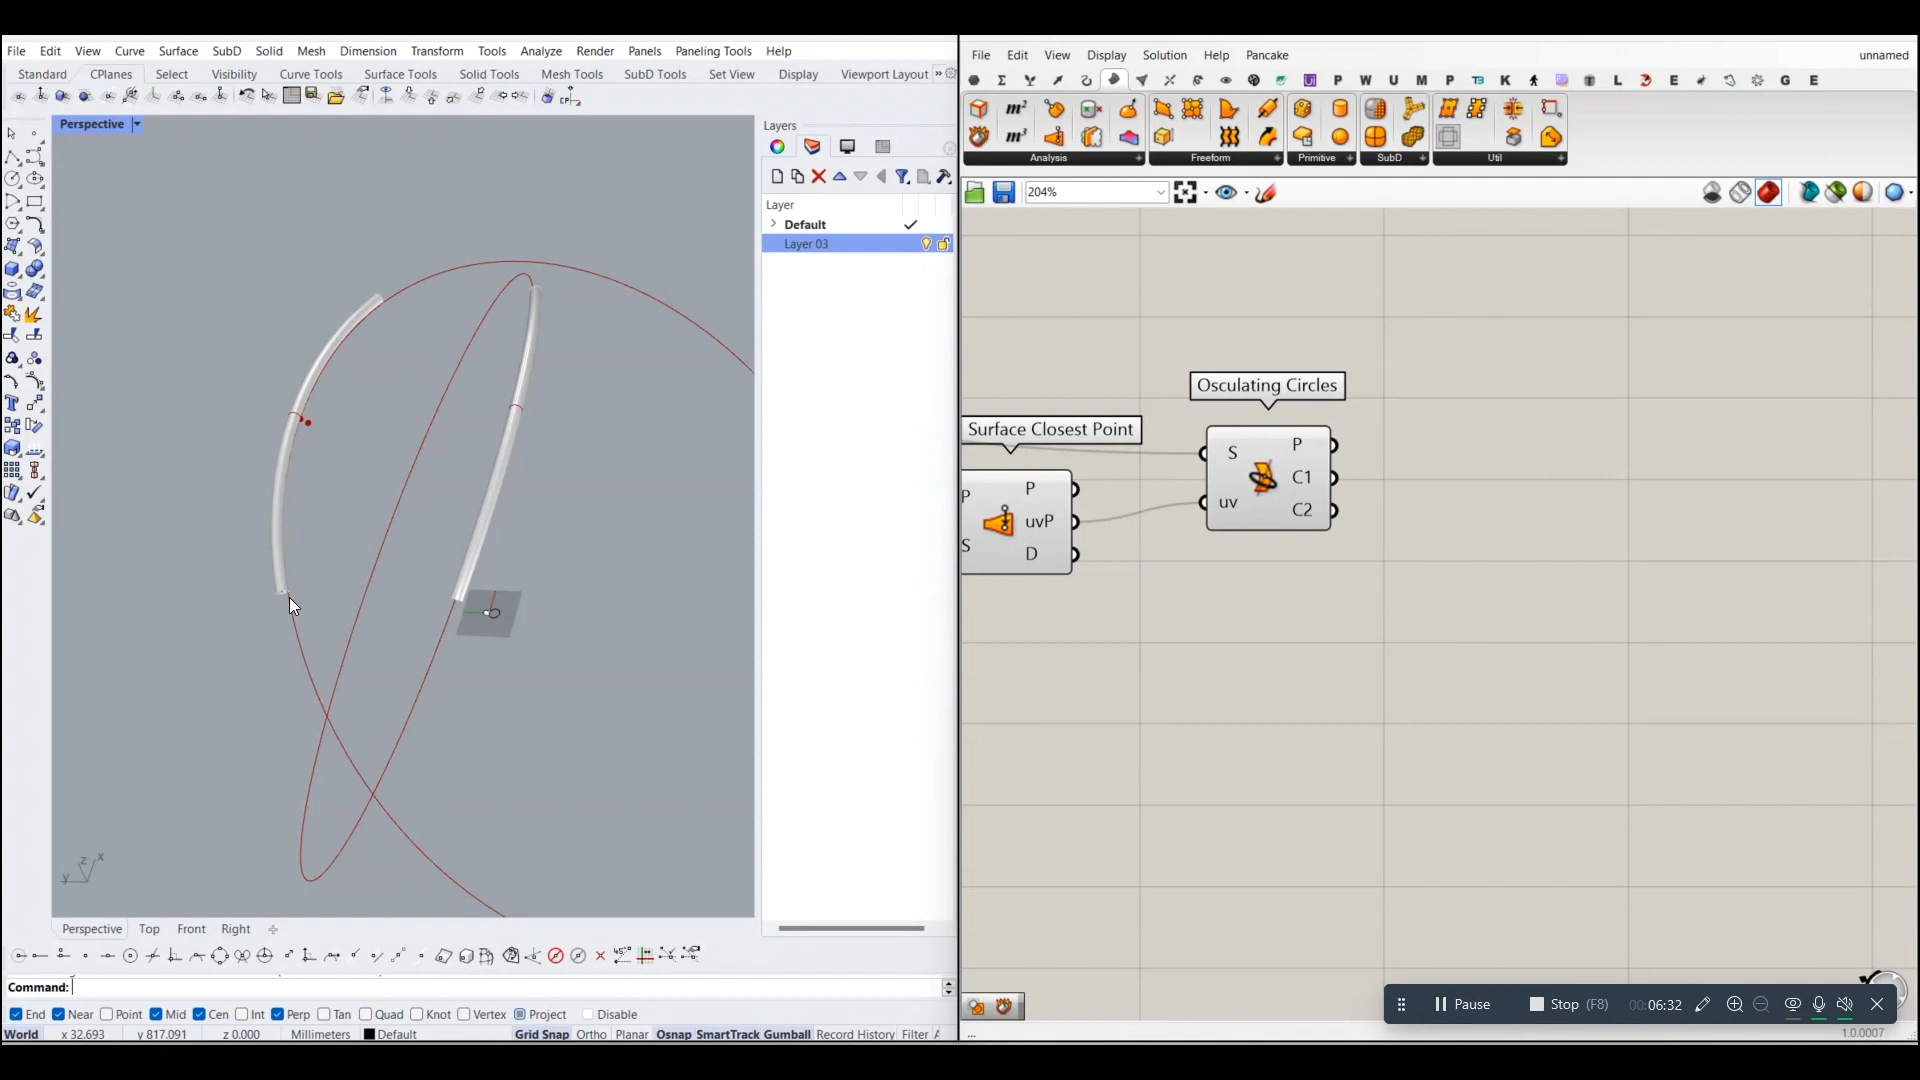 File Edit View Curve Surface SubD Solid Mesh Dimension Transform Tools Analyze Render Panels Paneling Tools Help
Standard CPlanes Select Visibility Curve Tools Surface Tools Solid Tools Mesh Tools SubD Tools Set View Display Viewport Layout »
Perspective
Layers
Layer
Default
Layer 03
z x
y
Perspective Top Front Right
Command:
End Near Point Mid Cen Int Perp Tan Quad Knot Vertex Project Disable
World x 32.693 y 817.091 z 0.000 Millimeters Default Grid Snap Ortho Planar Osnap SmartTrack Gumball Record History Filter
File Edit View Display Solution Help Pancake unnamed
P W U M P K L E G E
m²
m³
Analysis Freeform Primitive SubD Util
204%
Osculating Circles
Surface Closest Point
S P
uv C1
C2
P P
uvP
S D
Pause Stop (F8) 00:06:32
... 1.0.0007